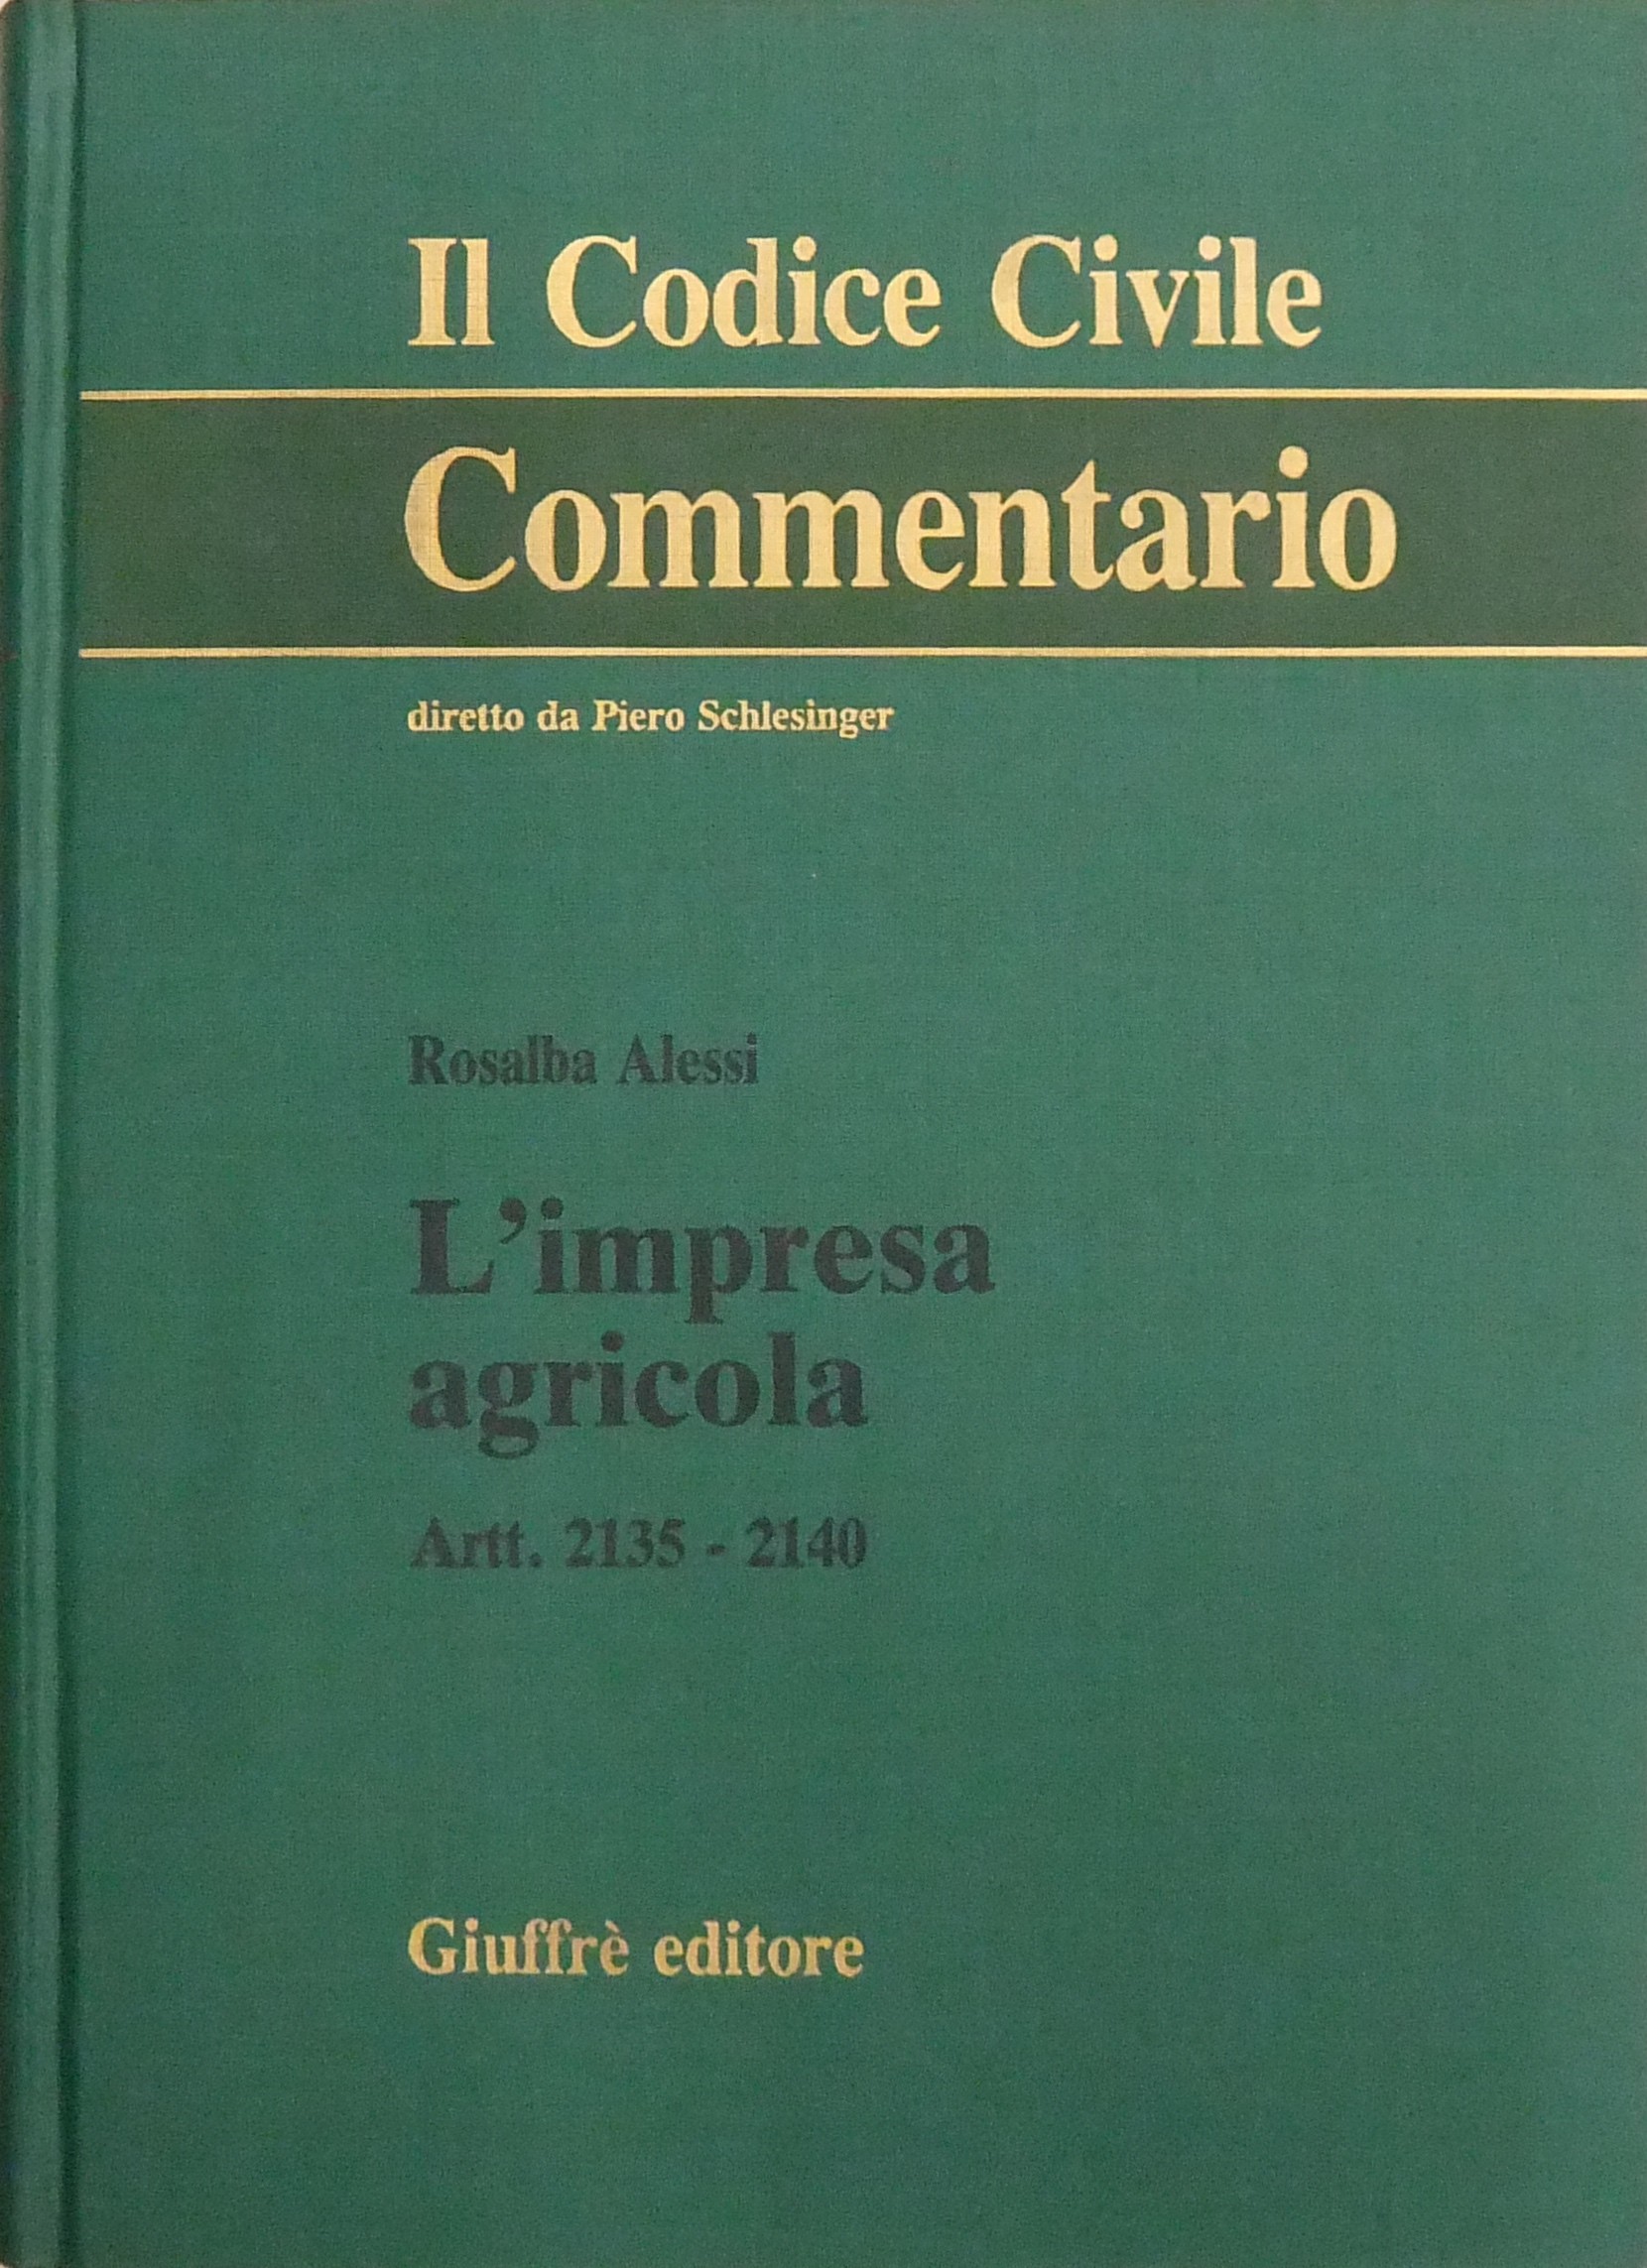 Il Codice Civile
Commentario
diretto da Piero Schlesinger
Rosalba Alessi
L'impresa
agricola
Artt. 2135 - 2140
Giuffrè editore